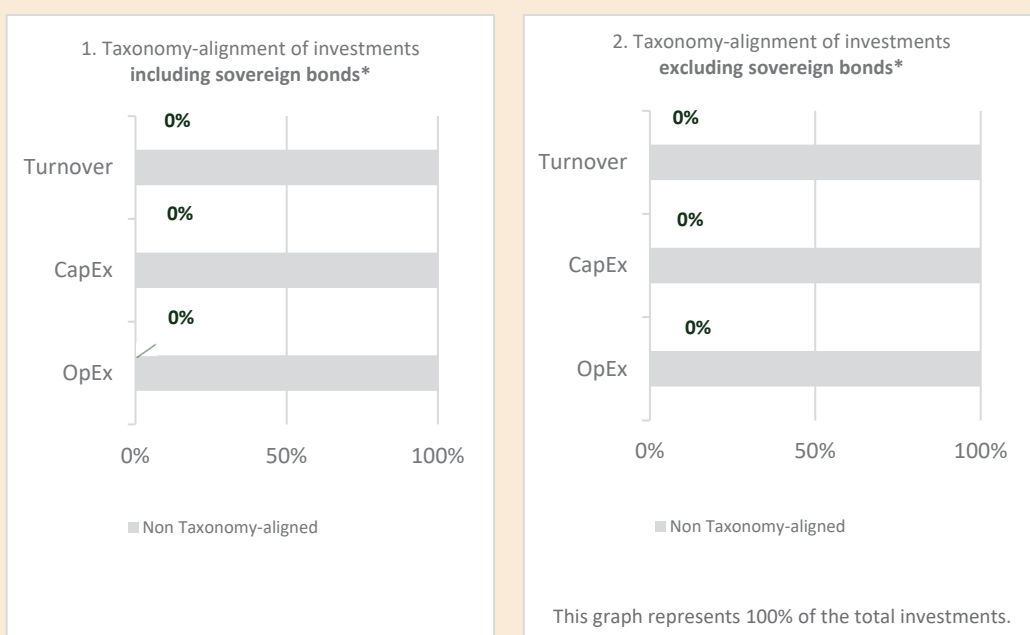 1. Taxonomy-alignment of investments
including sovereign bonds*
0%
Turnover
0%
CapEx
0%
OpEx
0% 50% 100%
Non Taxonomy-aligned
2. Taxonomy-alignment of investments
excluding sovereign bonds*
0%
Turnover
0%
CapEx
0%
OpEx
0% 50% 100%
Non Taxonomy-aligned
This graph represents 100% of the total investments.